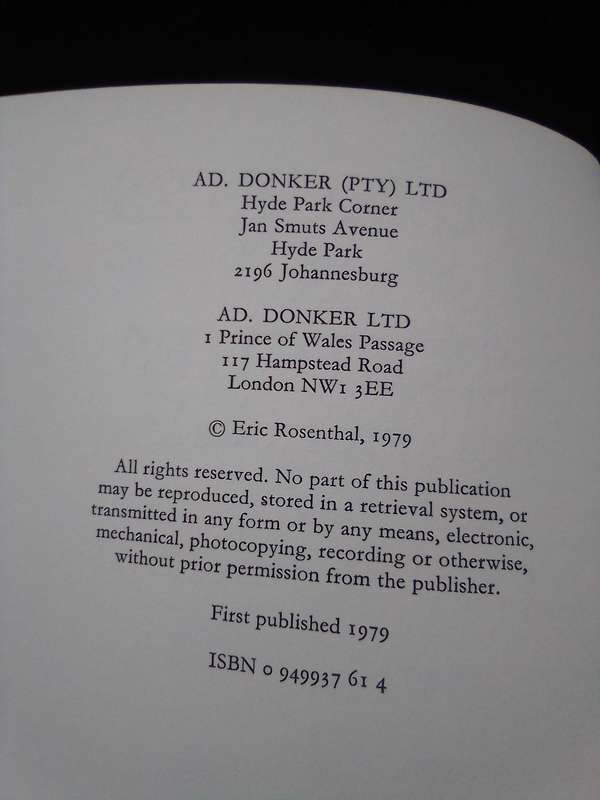 AD. DONKER (PTY) LTD
Hyde Park Corner
Jan Smuts Avenue
Hyde Park
2196 Johannesburg
AD. DONKER LTD
1 Prince of Wales Passage
117 Hampstead Road
London NW1 3EE
© Eric Rosenthal, 1979
All rights reserved. No part of this publication
may be reproduced, stored in a retrieval system, or
transmitted in any form or by any means, electronic,
mechanical, photocopying, recording or otherwise,
without prior permission from the publisher.
First published 1979
ISBN 0 949937 61 4